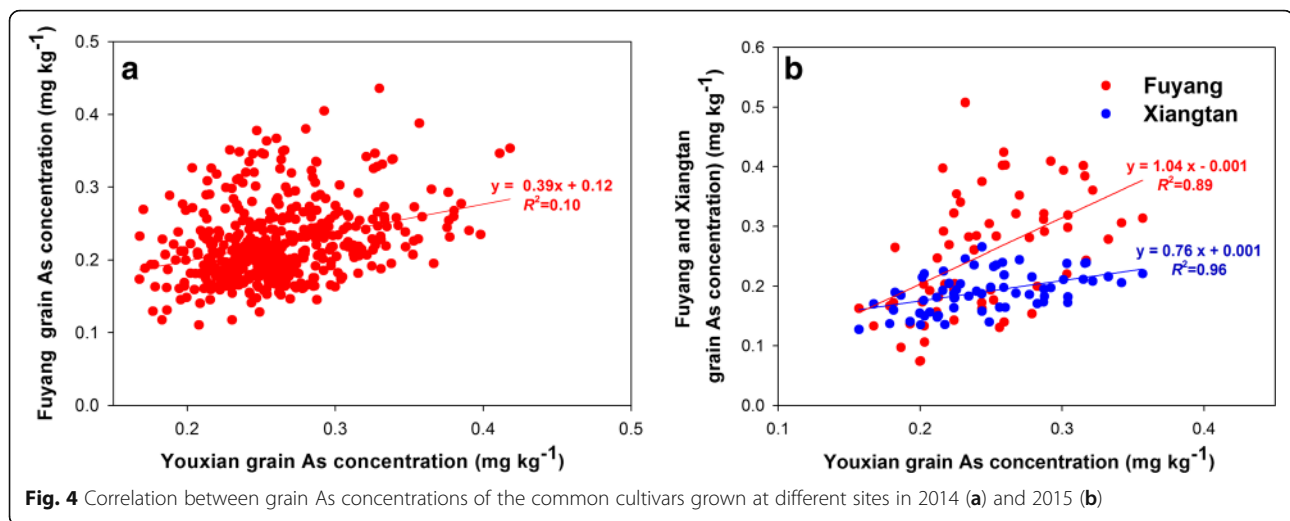 a
Fuyang grain As concentration (mg kg⁻¹)
0.5
0.4
0.3
0.2
0.1
0.0
y = 0.39x + 0.12
R²=0.10
0.2 0.3 0.4 0.5
Youxian grain As concentration (mg kg⁻¹)
b
Fuyang and Xiangtan
grain As concentration) (mg kg⁻¹)
0.6
0.5
0.4
0.3
0.2
0.1
0.0
Fuyang
Xiangtan
y = 1.04 x - 0.001
R²=0.89
y = 0.76 x + 0.001
R²=0.96
0.1 0.2 0.3 0.4
Youxian grain As concentration (mg kg⁻¹)
Fig. 4 Correlation between grain As concentrations of the common cultivars grown at different sites in 2014 (a) and 2015 (b)